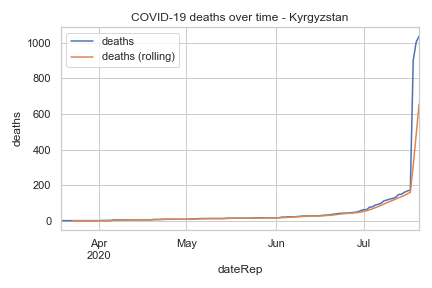 COVID-19 deaths over time - Kyrgyzstan
deaths
deaths (rolling)
1000
800
600
400
200
0
deaths
Apr
2020
May
Jun
Jul
dateRep